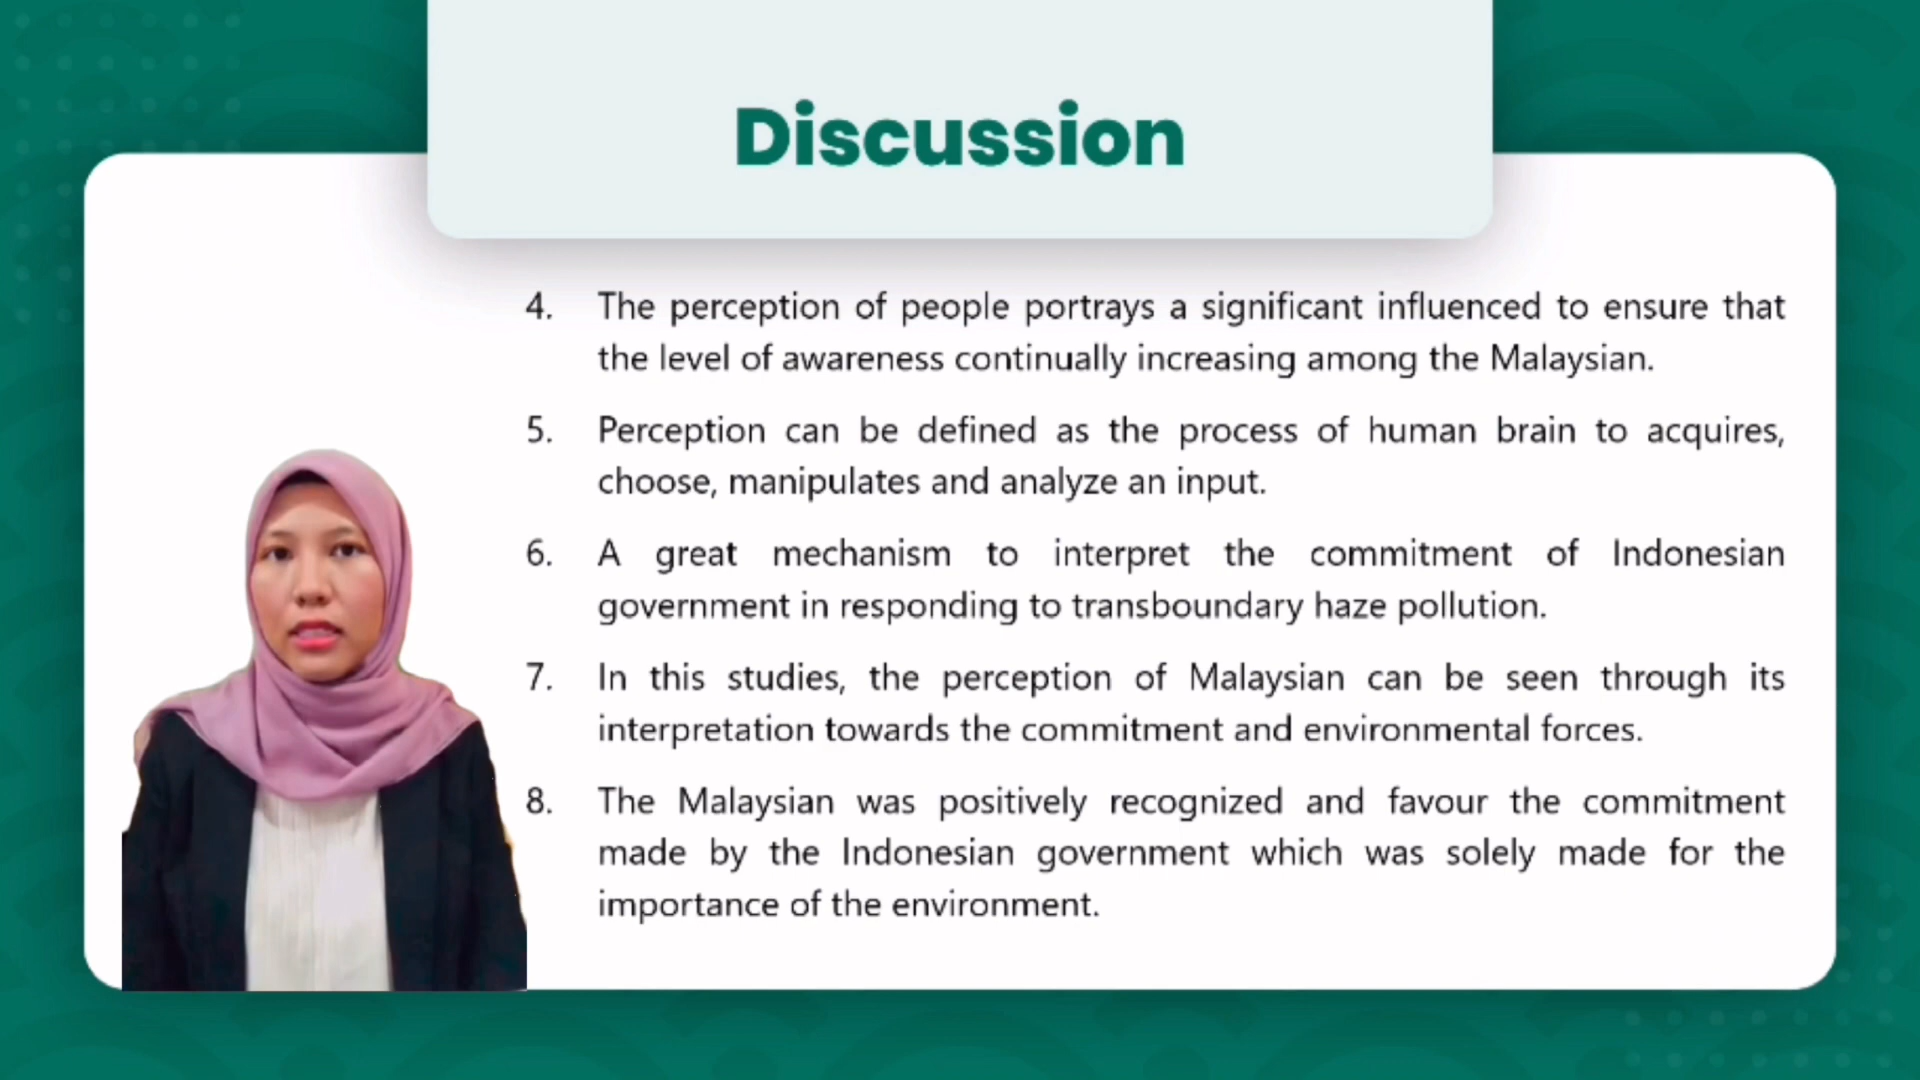 Discussion
4. The perception of people portrays a significant influenced to ensure that
the level of awareness continually increasing among the Malaysian.
5. Perception can be defined as the process of human brain to acquires,
choose, manipulates and analyze an input.
6. A great mechanism to interpret the commitment of Indonesian
government in responding to transboundary haze pollution.
7. In this studies, the perception of Malaysian can be seen through its
interpretation towards the commitment and environmental forces.
8. The Malaysian was positively recognized and favour the commitment
made by the Indonesian government which was solely made for the
importance of the environment.